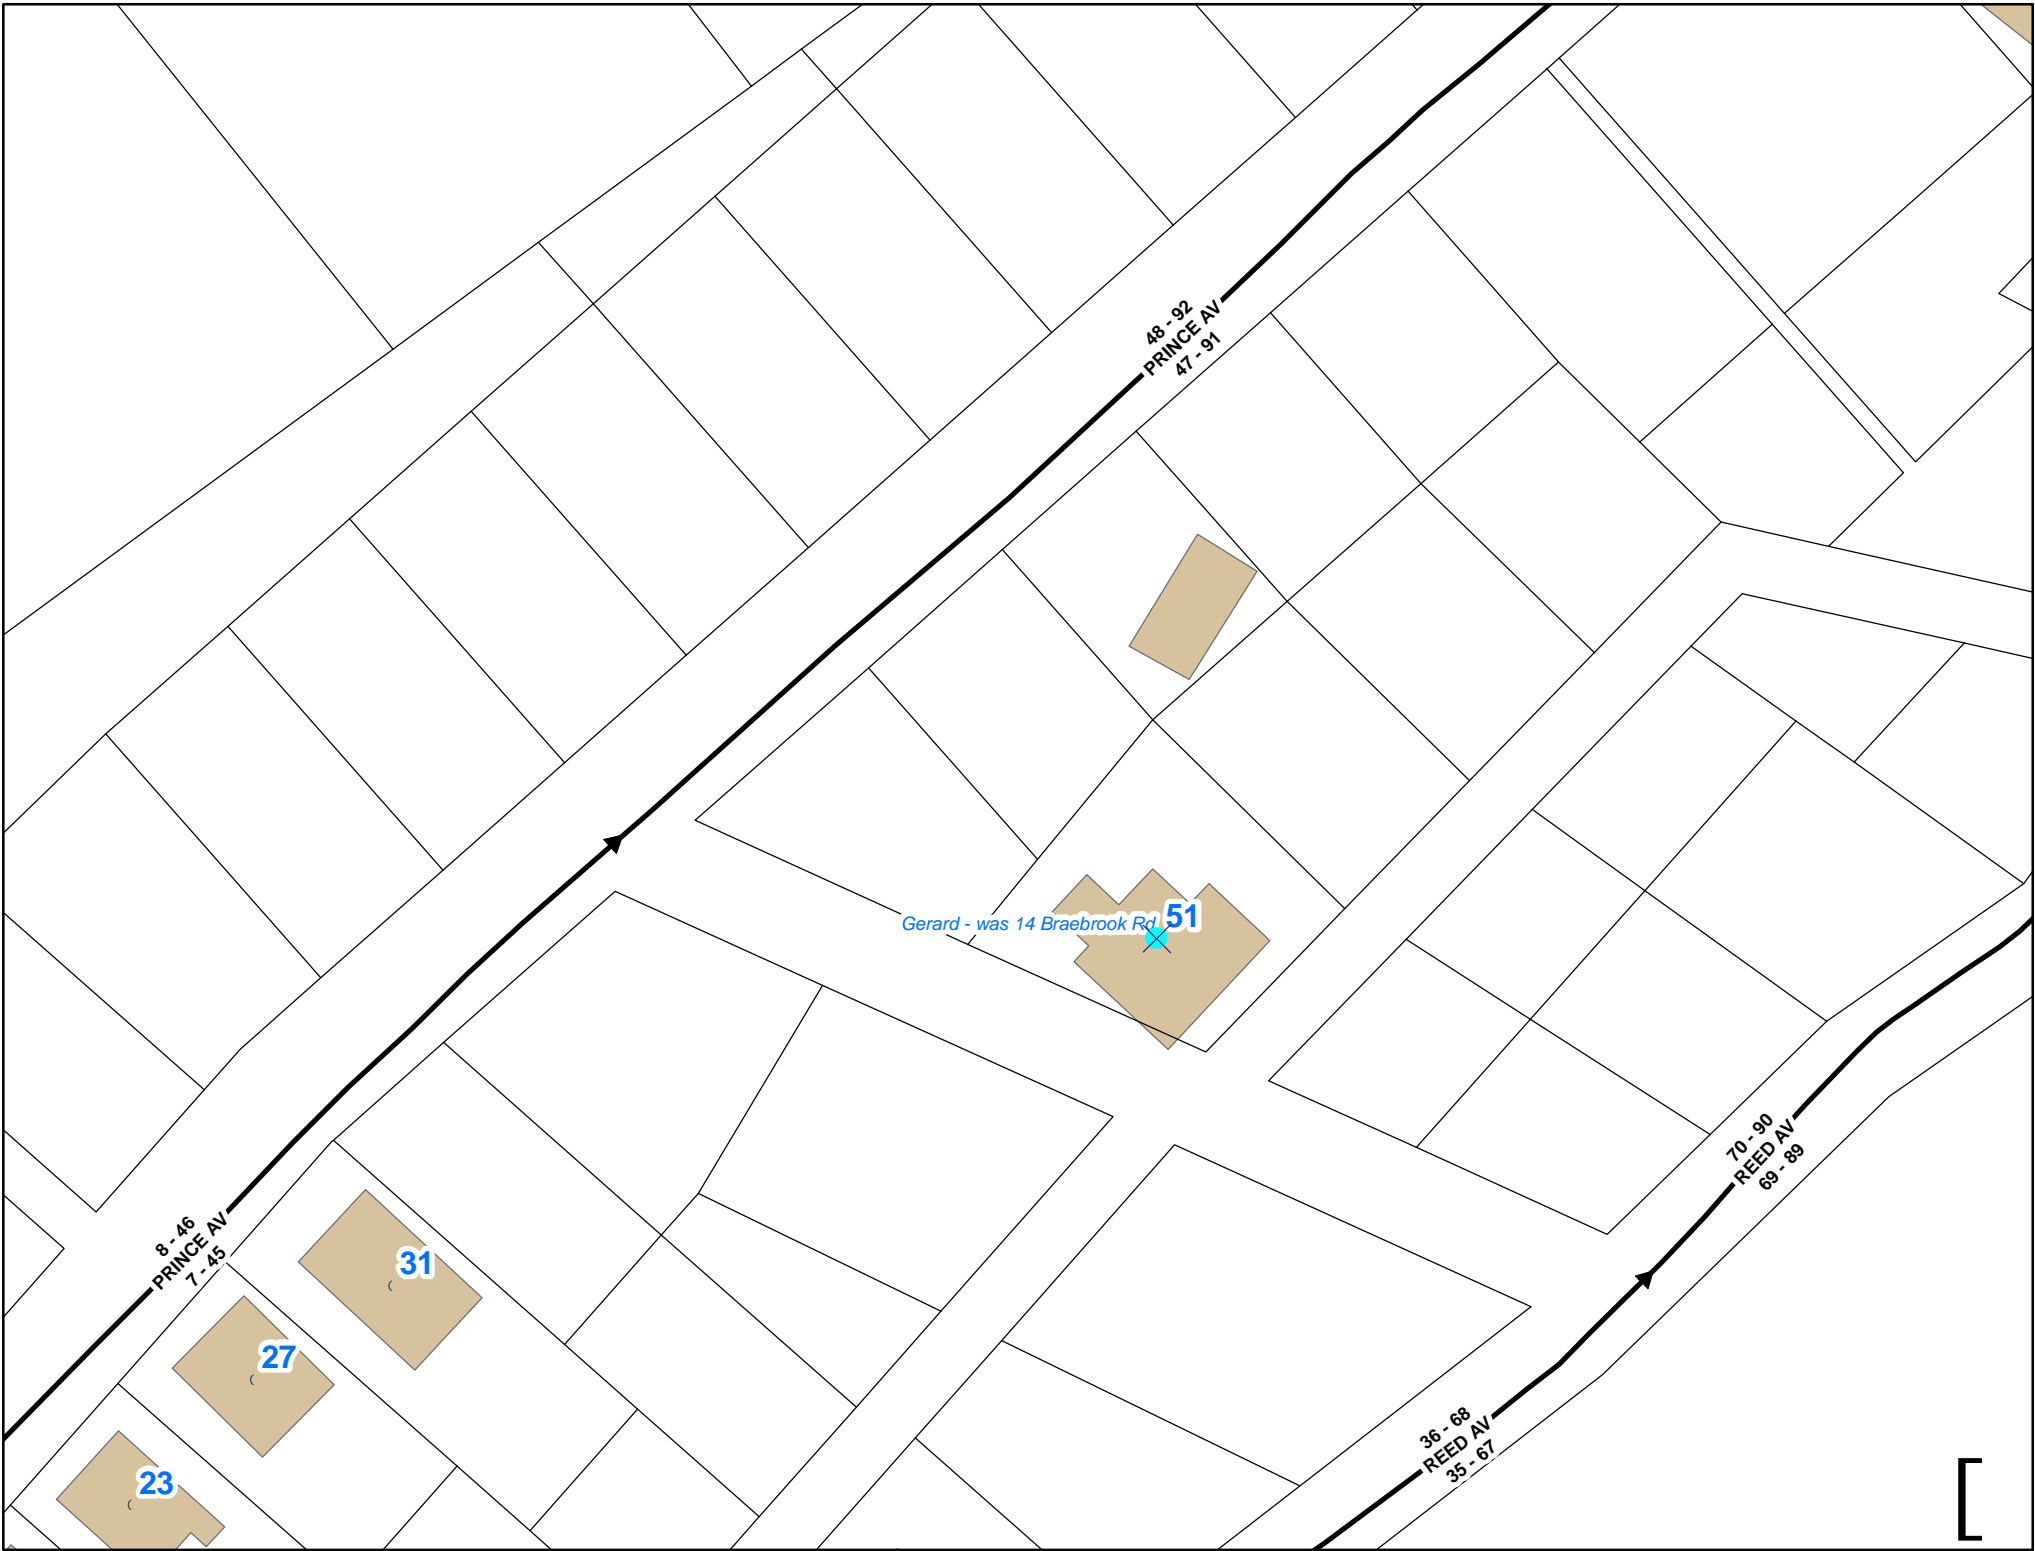 48 - 92
PRINCE AV
47 - 91
Gerard - was 14 Braebrook Rd
51
70 - 90
REED AV
69 - 89
8 - 46
PRINCE AV
7 - 45
31
27
36 - 68
REED AV
35 - 67
23
[